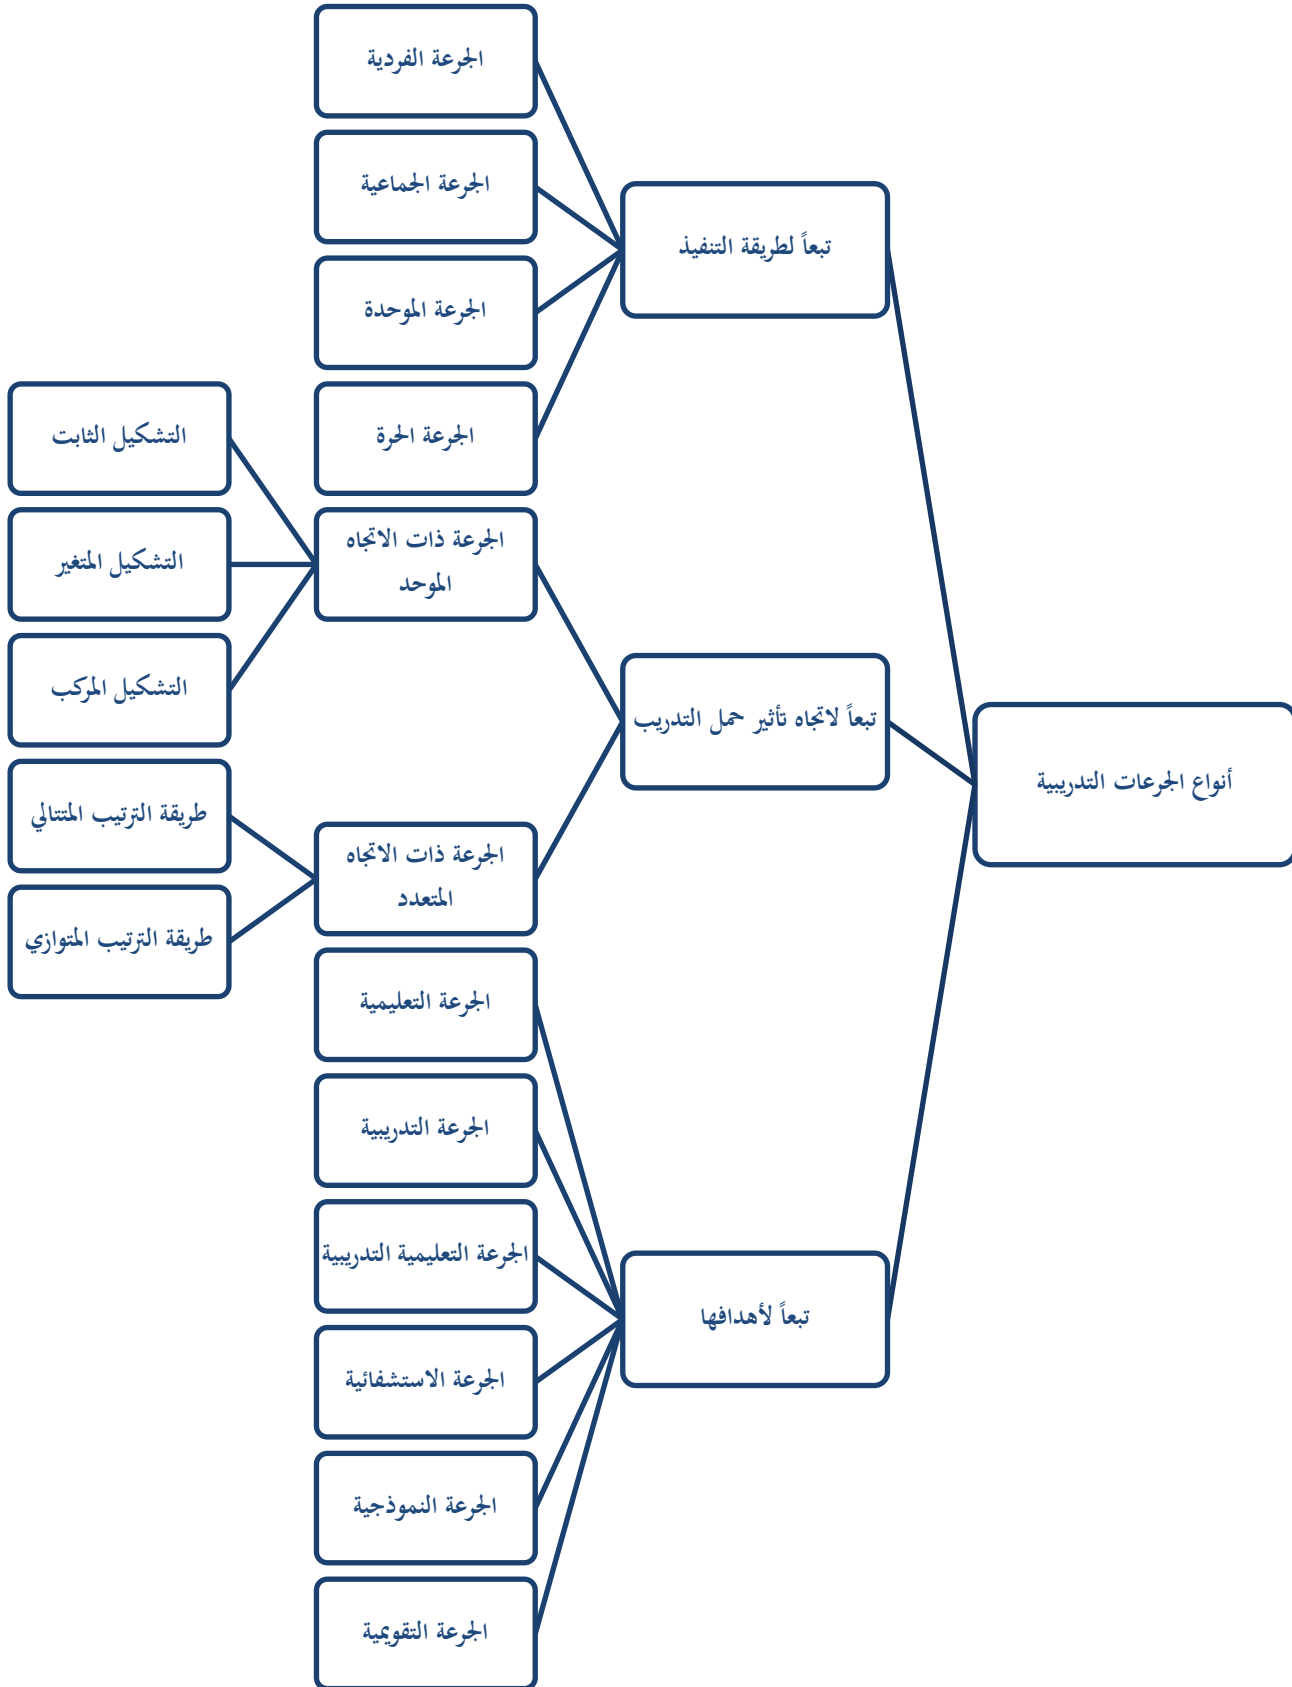 أنواع الجرعات التدريبية
تبعاً لطريقة التنفيذ
الجرعة الفردية
الجرعة الجماعية
الجرعة الموحدة
الجرعة الحرة
تبعاً لاتجاه تأثير حمل التدريب
الجرعة ذات الاتجاه
الموحد
التشكيل الثابت
التشكيل المتغير
التشكيل المركب
الجرعة ذات الاتجاه
المتعدد
طريقة الترتيب المتتالي
طريقة الترتيب المتوازي
تبعاً لأهدافها
الجرعة التعليمية
الجرعة التدريبية
الجرعة التعليمية التدريبية
الجرعة الاستشفائية
الجرعة النموذجية
الجرعة التقويمية